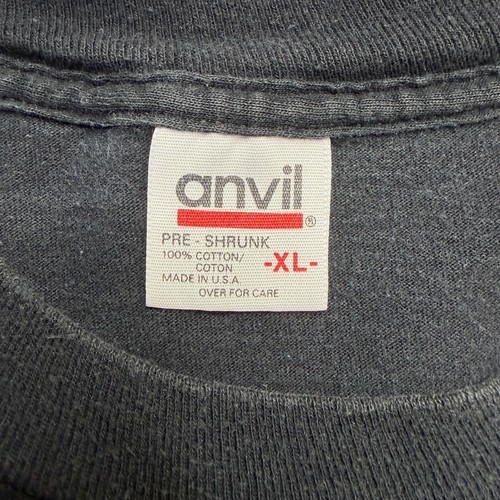 anvil®
PRE - SHRUNK
100% COTTON/
COTON
-XL-
MADE IN U.S.A
OVER FOR CARE